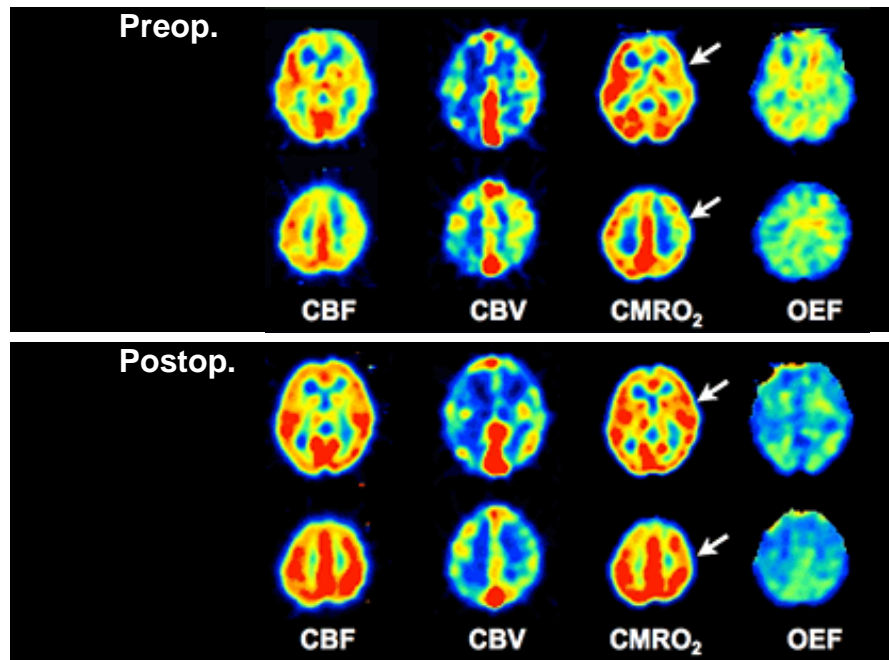 Preop.
CBF CBV CMRO₂ OEF
Postop.
CBF CBV CMRO₂ OEF